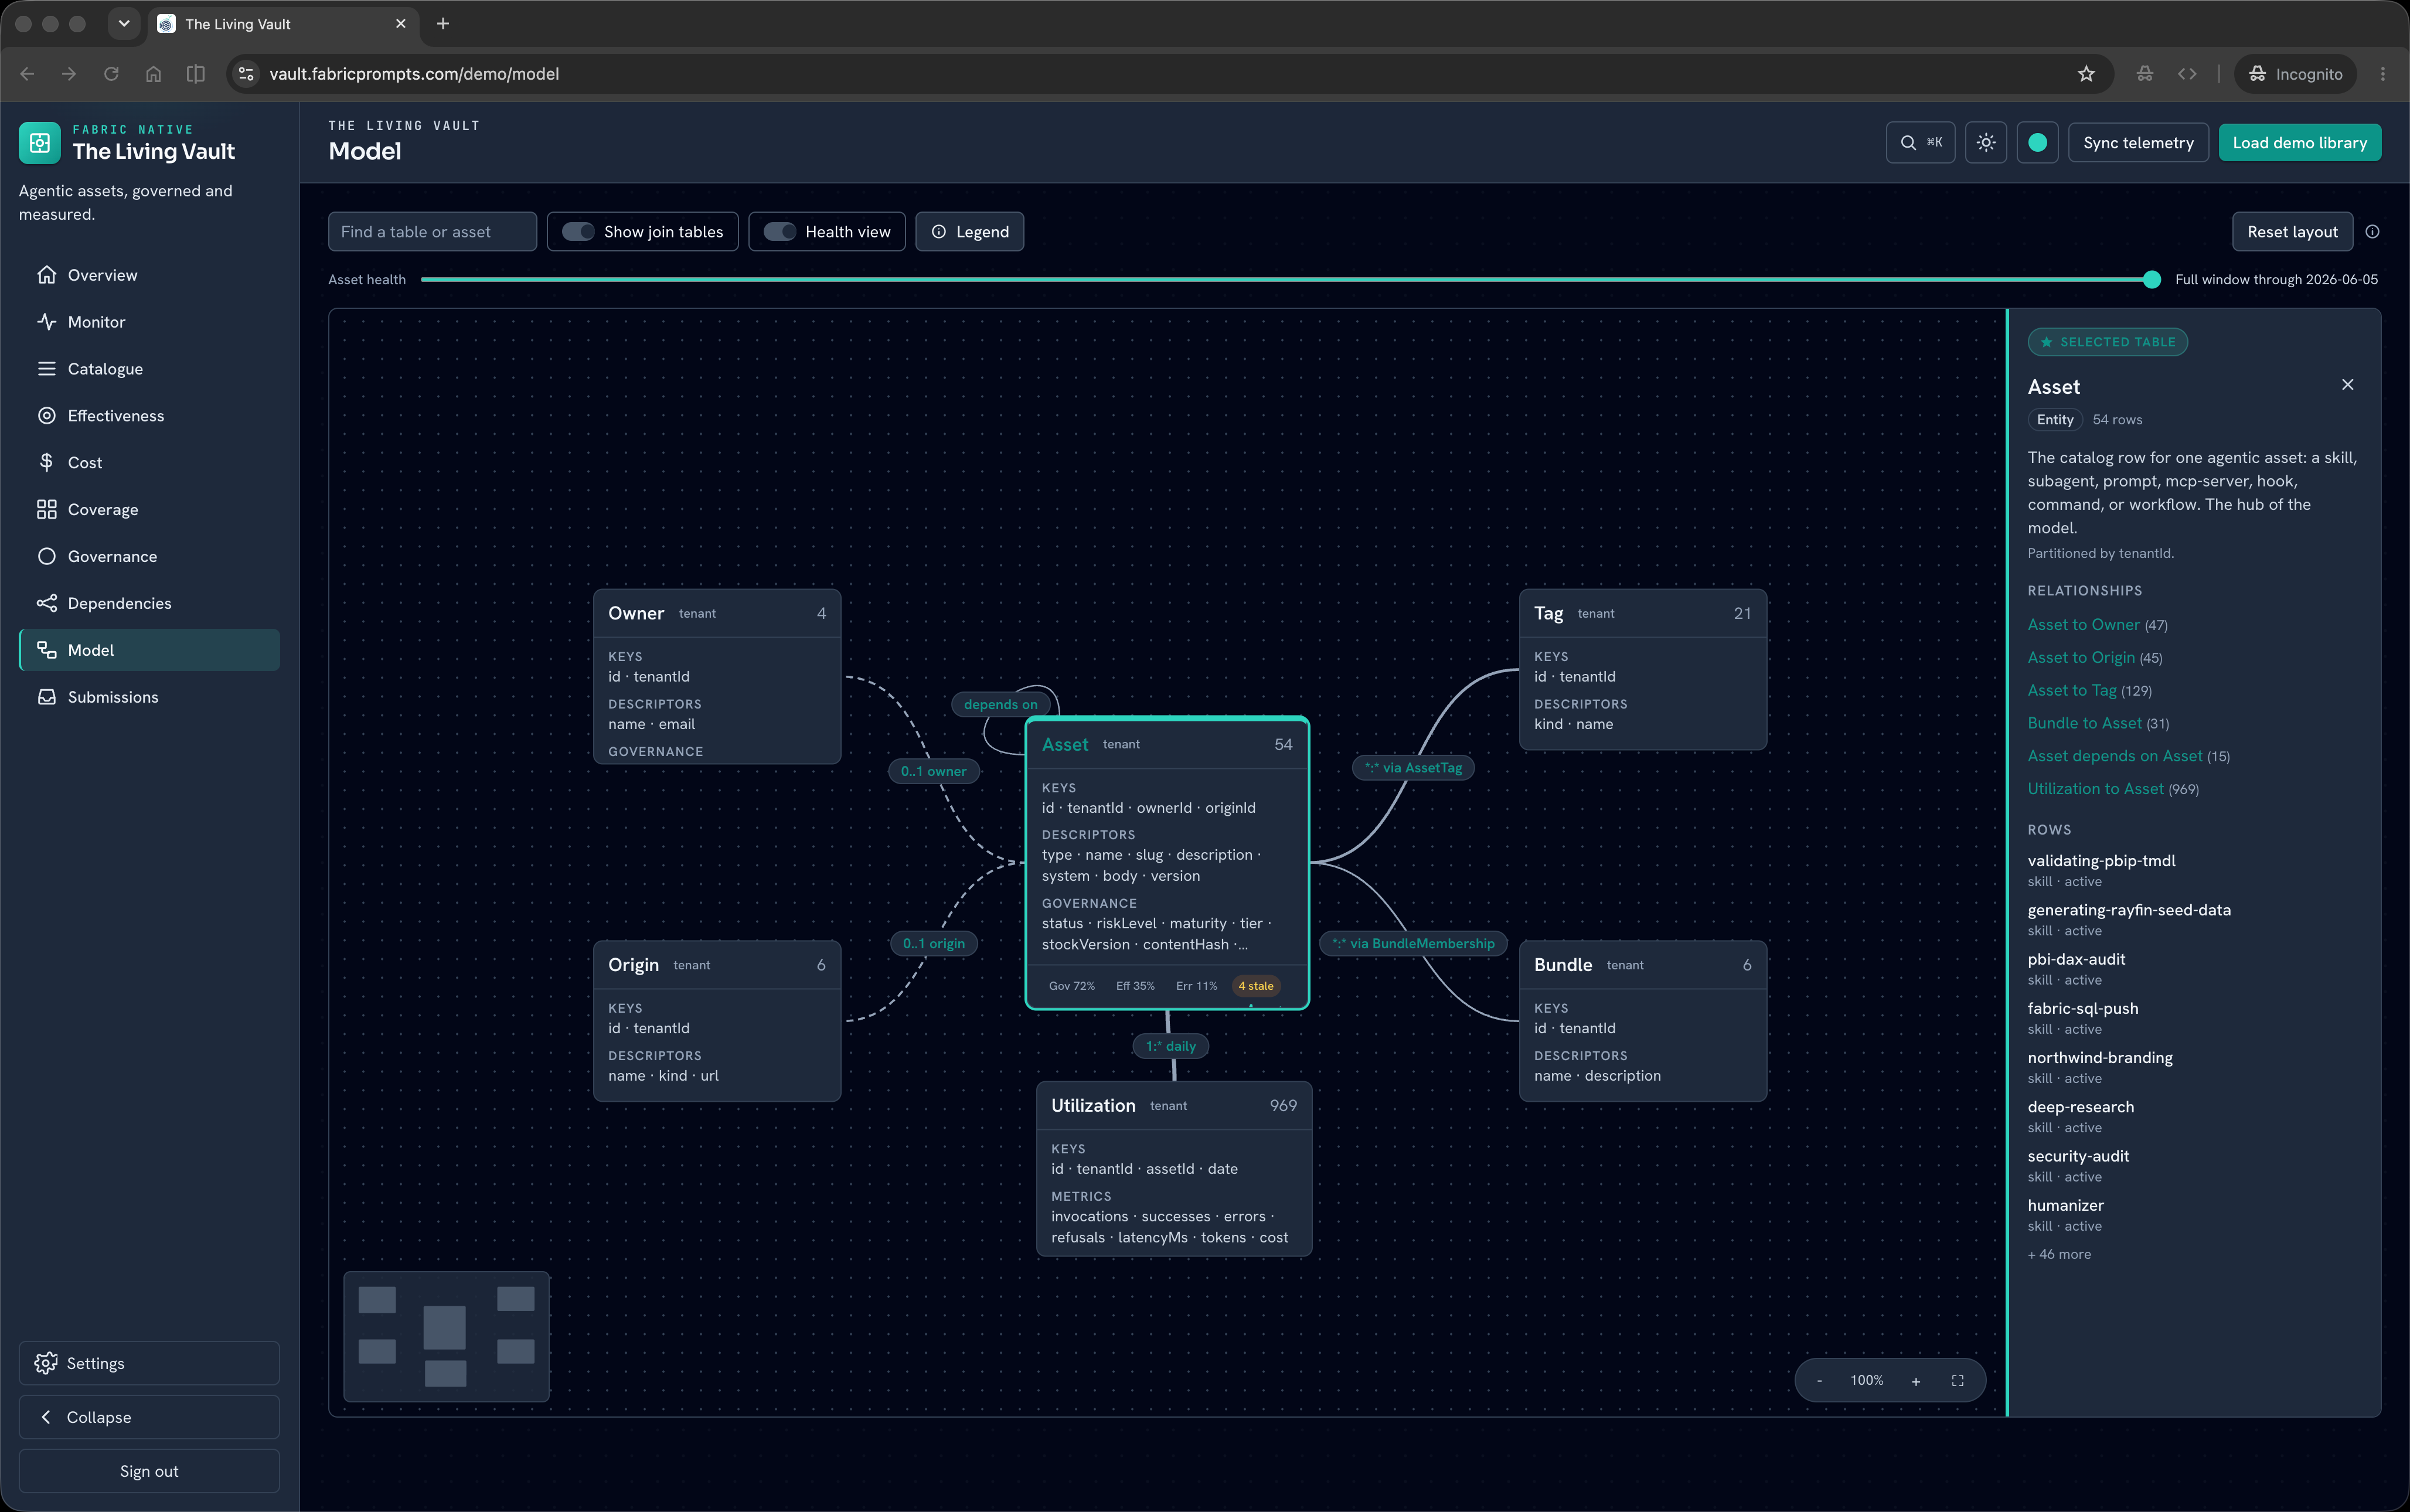 The Living Vault
vault.fabricprompts.com/demo/model
Incognito
FABRIC NATIVE
The Living Vault
Agentic assets, governed and
measured.
Overview
Monitor
Catalogue
Effectiveness
Cost
Coverage
Governance
Dependencies
Model
Submissions
Settings
Collapse
Sign out
THE LIVING VAULT
Model
⌘K
Sync telemetry
Load demo library
Find a table or asset
Show join tables
Health view
Legend
Reset layout
Asset health
Full window through 2026-06-05
Owner tenant 4
KEYS
id · tenantId
DESCRIPTORS
name · email
GOVERNANCE
Origin tenant 6
KEYS
id · tenantId
DESCRIPTORS
name · kind · url
depends on
0..1 owner
0..1 origin
Asset tenant 54
KEYS
id · tenantId · ownerId · originId
DESCRIPTORS
type · name · slug · description ·
system · body · version
GOVERNANCE
status · riskLevel · maturity · tier ·
stockVersion · contentHash ·...
Gov 72% Eff 35% Err 11% 4 stale
1:* daily
Utilization tenant 969
KEYS
id · tenantId · assetId · date
METRICS
invocations · successes · errors ·
refusals · latencyMs · tokens · cost
*:* via AssetTag
*:* via BundleMembership
Tag tenant 21
KEYS
id · tenantId
DESCRIPTORS
kind · name
Bundle tenant 6
KEYS
id · tenantId
DESCRIPTORS
name · description
- 100% +
SELECTED TABLE
Asset
Entity 54 rows
The catalog row for one agentic asset: a skill,
subagent, prompt, mcp-server, hook,
command, or workflow. The hub of the
model.
Partitioned by tenantId.
RELATIONSHIPS
Asset to Owner (47)
Asset to Origin (45)
Asset to Tag (129)
Bundle to Asset (31)
Asset depends on Asset (15)
Utilization to Asset (969)
ROWS
validating-pbip-tmdl
skill · active
generating-rayfin-seed-data
skill · active
pbi-dax-audit
skill · active
fabric-sql-push
skill · active
northwind-branding
skill · active
deep-research
skill · active
security-audit
skill · active
humanizer
skill · active
+ 46 more